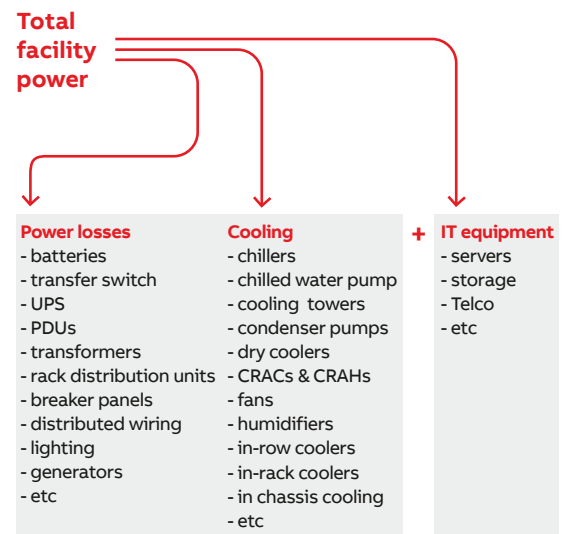 Total
facility
power
Power losses
- batteries
- transfer switch
- UPS
- PDUs
- transformers
- rack distribution units
- breaker panels
- distributed wiring
- lighting
- generators
- etc
Cooling
- chillers
- chilled water pump
- cooling towers
- condenser pumps
- dry coolers
- CRACs & CRAHs
- fans
- humidifiers
- in-row coolers
- in-rack coolers
- in chassis cooling
- etc
+
IT equipment
- servers
- storage
- Telco
- etc